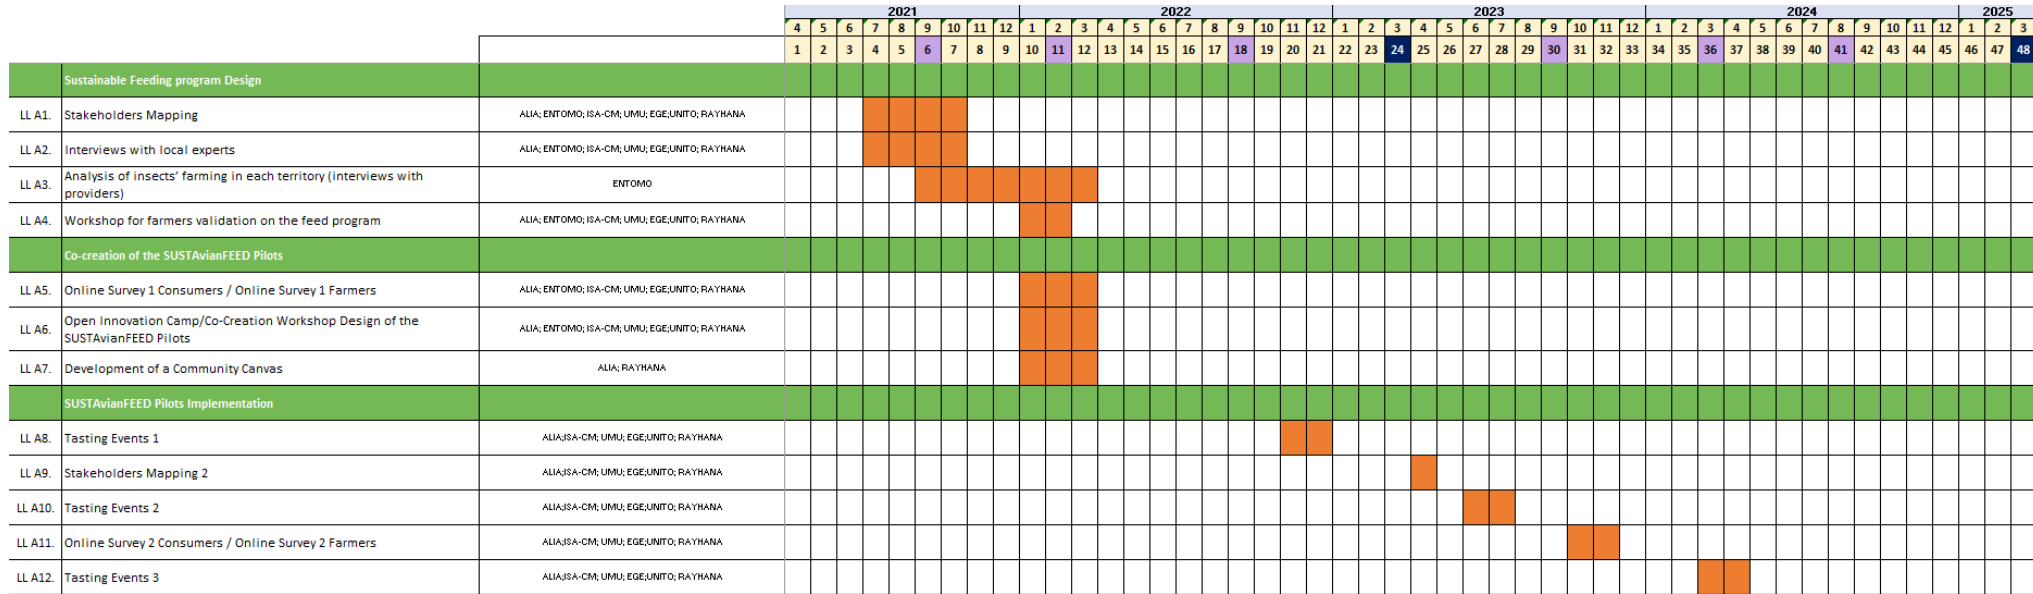 2021 2022 2023 2024 2025
4 5 6 7 8 9 10 11 12 1 2 3 4 5 6 7 8 9 10 11 12 1 2 3 4 5 6 7 8 9 10 11 12 1 2 3 4 5 6 7 8 9 10 11 12 1 2 3
1 2 3 4 5 6 7 8 9 10 11 12 13 14 15 16 17 18 19 20 21 22 23 24 25 26 27 28 29 30 31 32 33 34 35 36 37 38 39 40 41 42 43 44 45 46 47 48
Sustainable Feeding program Design
LL A1. Stakeholders Mapping ALIA; ENTOMO; ISA-CM; UMU; EGE;UNITO; RAYHANA
LL A2. Interviews with local experts ALIA; ENTOMO; ISA-CM; UMU; EGE;UNITO; RAYHANA
LL A3. Analysis of insects' farming in each territory (interviews with
providers) ENTOMO
LL A4. Workshop for farmers validation on the feed program ALIA; ENTOMO; ISA-CM; UMU; EGE;UNITO; RAYHANA
Co-creation of the SUSTAvianFEED Pilots
LL A5. Online Survey 1 Consumers / Online Survey 1 Farmers ALIA; ENTOMO; ISA-CM; UMU; EGE;UNITO; RAYHANA
LL A6. Open Innovation Camp/Co-Creation Workshop Design of the
SUSTAvianFEED Pilots ALIA; ENTOMO; ISA-CM; UMU; EGE;UNITO; RAYHANA
LL A7. Development of a Community Canvas ALIA; RAYHANA
SUSTAvianFEED Pilots Implementation
LL A8. Tasting Events 1 ALIA;ISA-CM; UMU; EGE;UNITO; RAYHANA
LL A9. Stakeholders Mapping 2 ALIA;ISA-CM; UMU; EGE;UNITO; RAYHANA
LL A10. Tasting Events 2 ALIA;ISA-CM; UMU; EGE;UNITO; RAYHANA
LL A11. Online Survey 2 Consumers / Online Survey 2 Farmers ALIA;ISA-CM; UMU; EGE;UNITO; RAYHANA
LL A12. Tasting Events 3 ALIA;ISA-CM; UMU; EGE;UNITO; RAYHANA